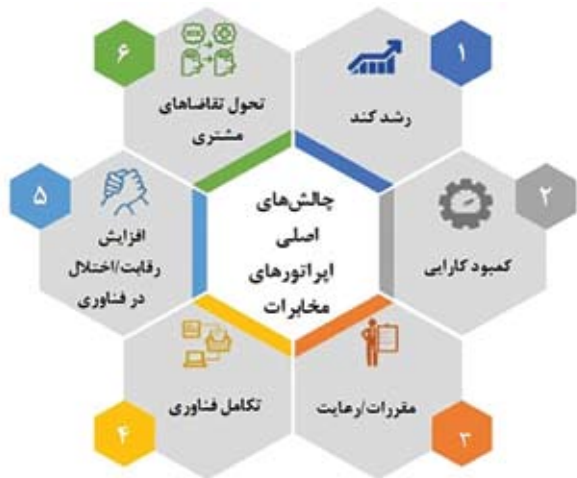 چالش‌های
اصلی
اپراتورهای
مخابرات
۱
رشد کند
۲
کمبود کارایی
۳
مقررات/رعایت
۴
تکامل فناوری
۵
افزایش
رقابت/اختلال
در فناوری
۶
تحول تقاضاهای
مشتری